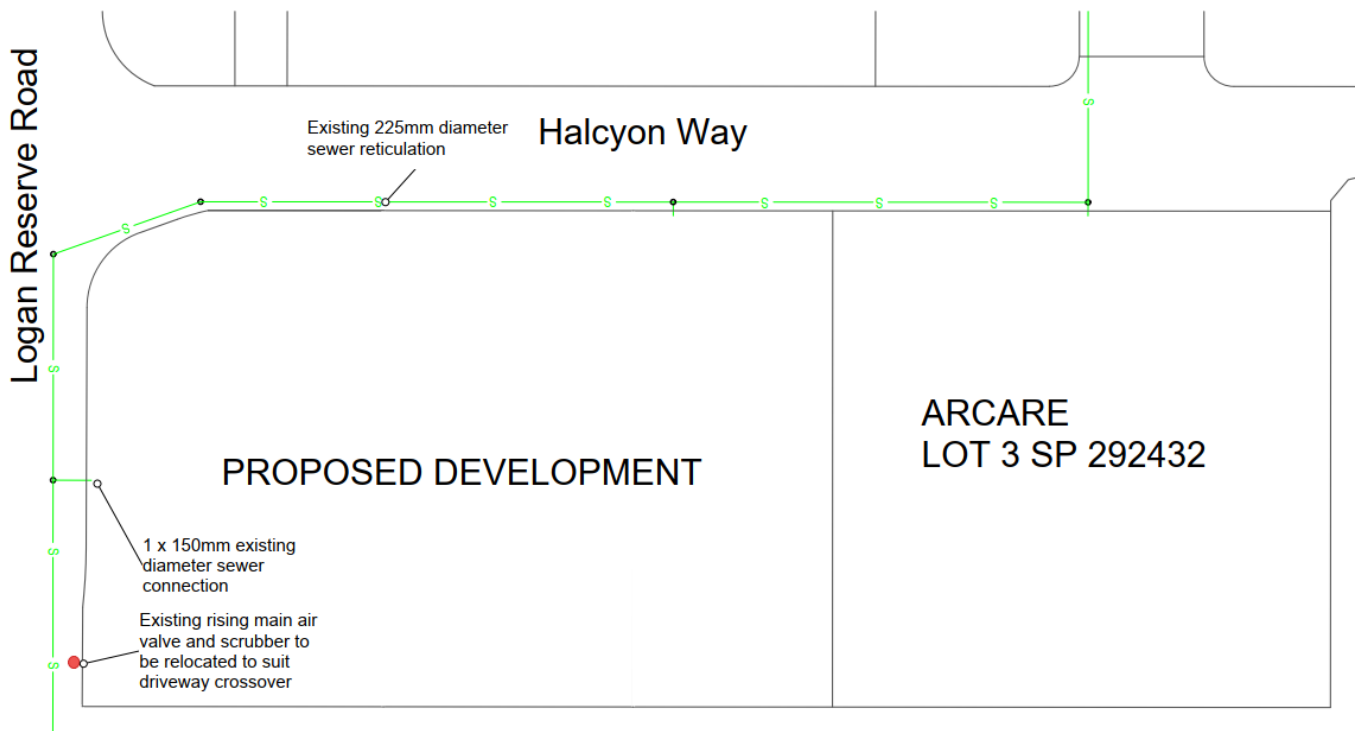 Logan Reserve Road
Existing 225mm diameter
sewer reticulation
Halcyon Way
S
S
S
S
S
S
S
S
S
S
S
S
ARCARE
LOT 3 SP 292432
PROPOSED DEVELOPMENT
1 x 150mm existing
diameter sewer
connection
Existing rising main air
valve and scrubber to
be relocated to suit
driveway crossover